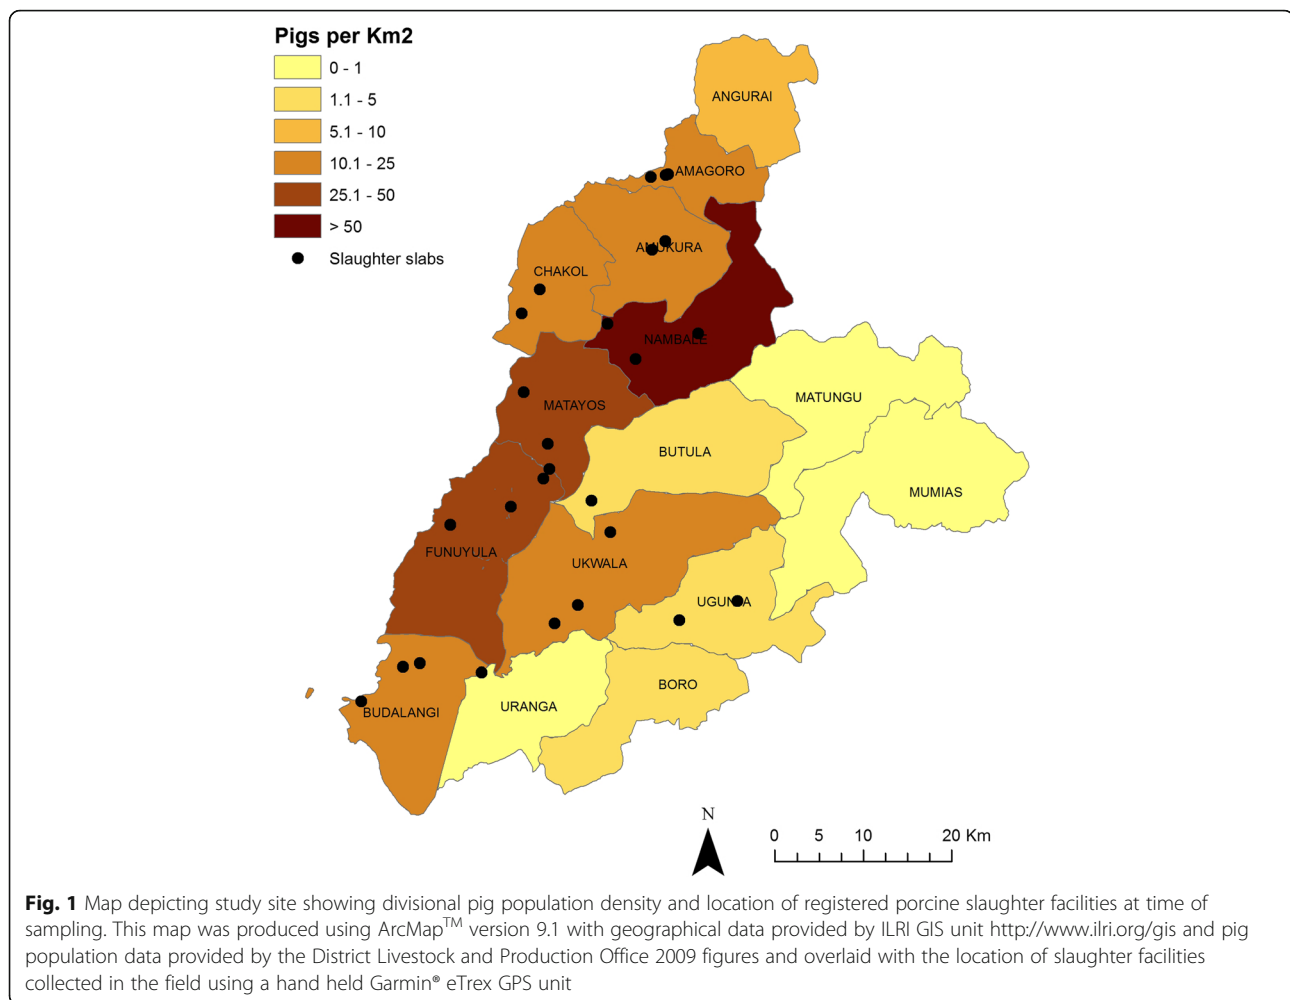 Pigs per Km2
0 - 1
1.1 - 5
5.1 - 10
10.1 - 25
25.1 - 50
> 50
Slaughter slabs
ANGURAI
AMAGORO
AMUKURA
CHAKOL
NAMBALE
MATUNGU
MATAYOS
BUTULA
MUMIAS
FUNUYULA
UKWALA
UGUNJA
BORO
URANGA
BUDALANGI
N
0 5 10 20 Km
Fig. 1 Map depicting study site showing divisional pig population density and location of registered porcine slaughter facilities at time of
sampling. This map was produced using ArcMap™ version 9.1 with geographical data provided by ILRI GIS unit http://www.ilri.org/gis and pig
population data provided by the District Livestock and Production Office 2009 figures and overlaid with the location of slaughter facilities
collected in the field using a hand held Garmin® eTrex GPS unit